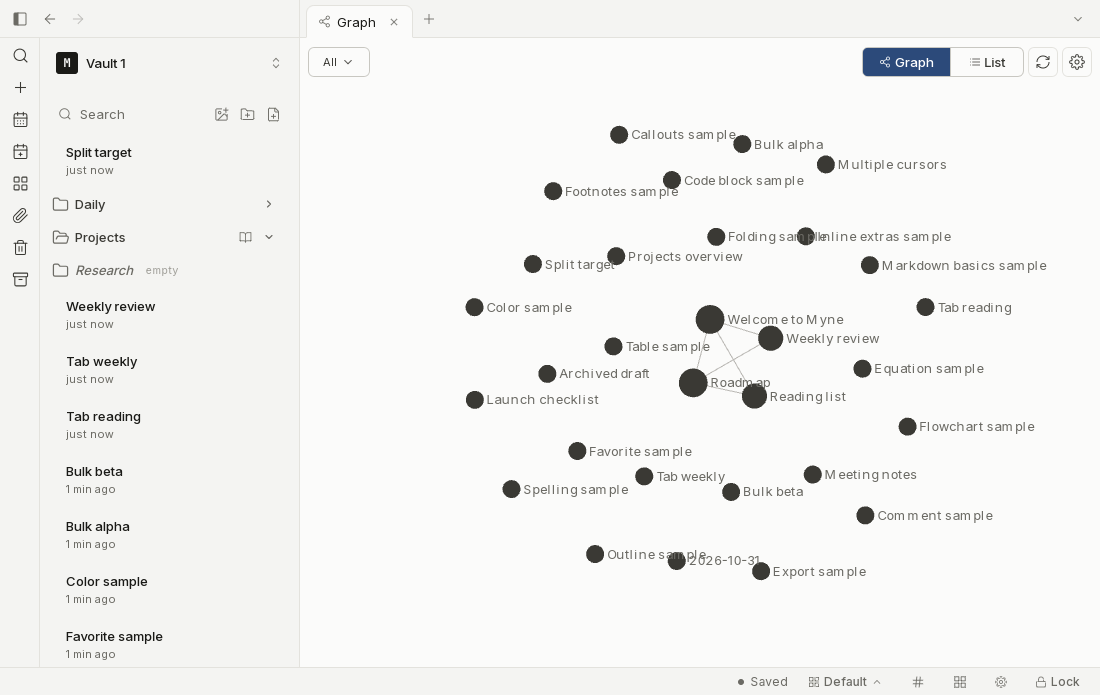 Graph
M Vault 1
All
Graph
List
Search
Split target
just now
Daily
Projects
Research empty
Weekly review
just now
Tab weekly
just now
Tab reading
just now
Bulk beta
1 min ago
Bulk alpha
1 min ago
Color sample
1 min ago
Favorite sample
1 min ago
Callouts sample
Bulk alpha
Multiple cursors
Code block sample
Footnotes sample
Folding sample
Inline extras sample
Projects overview
Split target
Markdown basics sample
Color sample
Tab reading
Welcome to Myne
Weekly review
Table sample
Equation sample
Archived draft
Roadmap
Reading list
Launch checklist
Flowchart sample
Favorite sample
Tab weekly
Meeting notes
Spelling sample
Bulk beta
Comment sample
Outline sample
2026-10-31
Export sample
Saved
Default
Lock